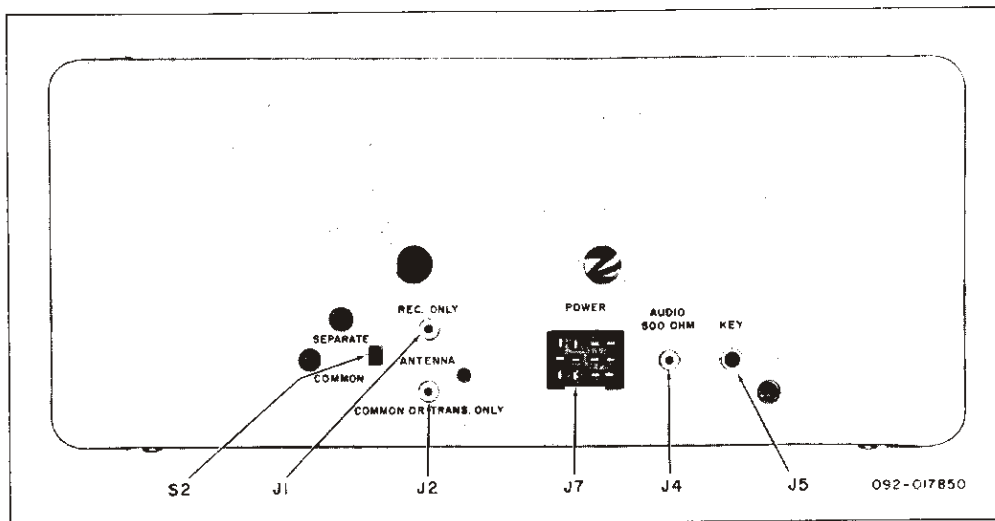 REC. ONLY
POWER
AUDIO
500 OHM
KEY
SEPARATE
ANTENNA
COMMON
COMMON OR TRANS. ONLY
S2
J1
J2
J7
J4
J5
092-017850